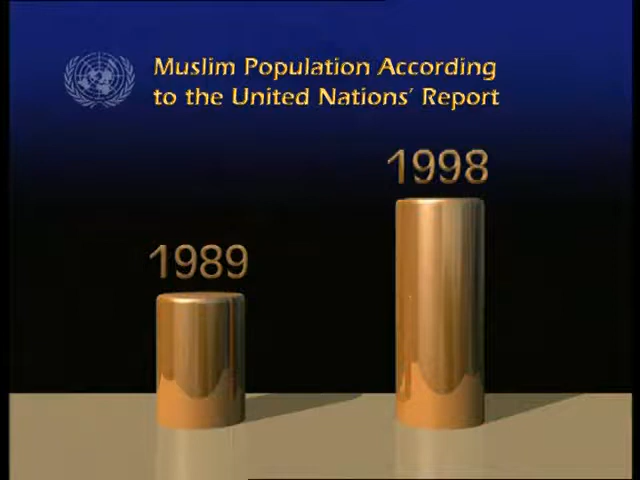 Muslim Population According
to the United Nations' Report
1998
1989